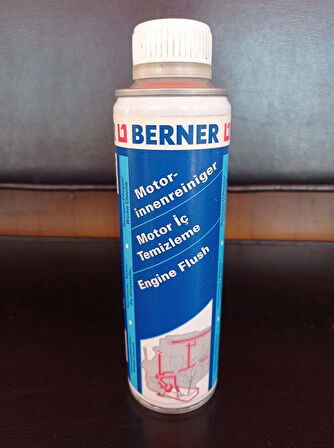 BERNER
Motor-
innenreiniger
Motor İç
Temizleme
Engine Flush